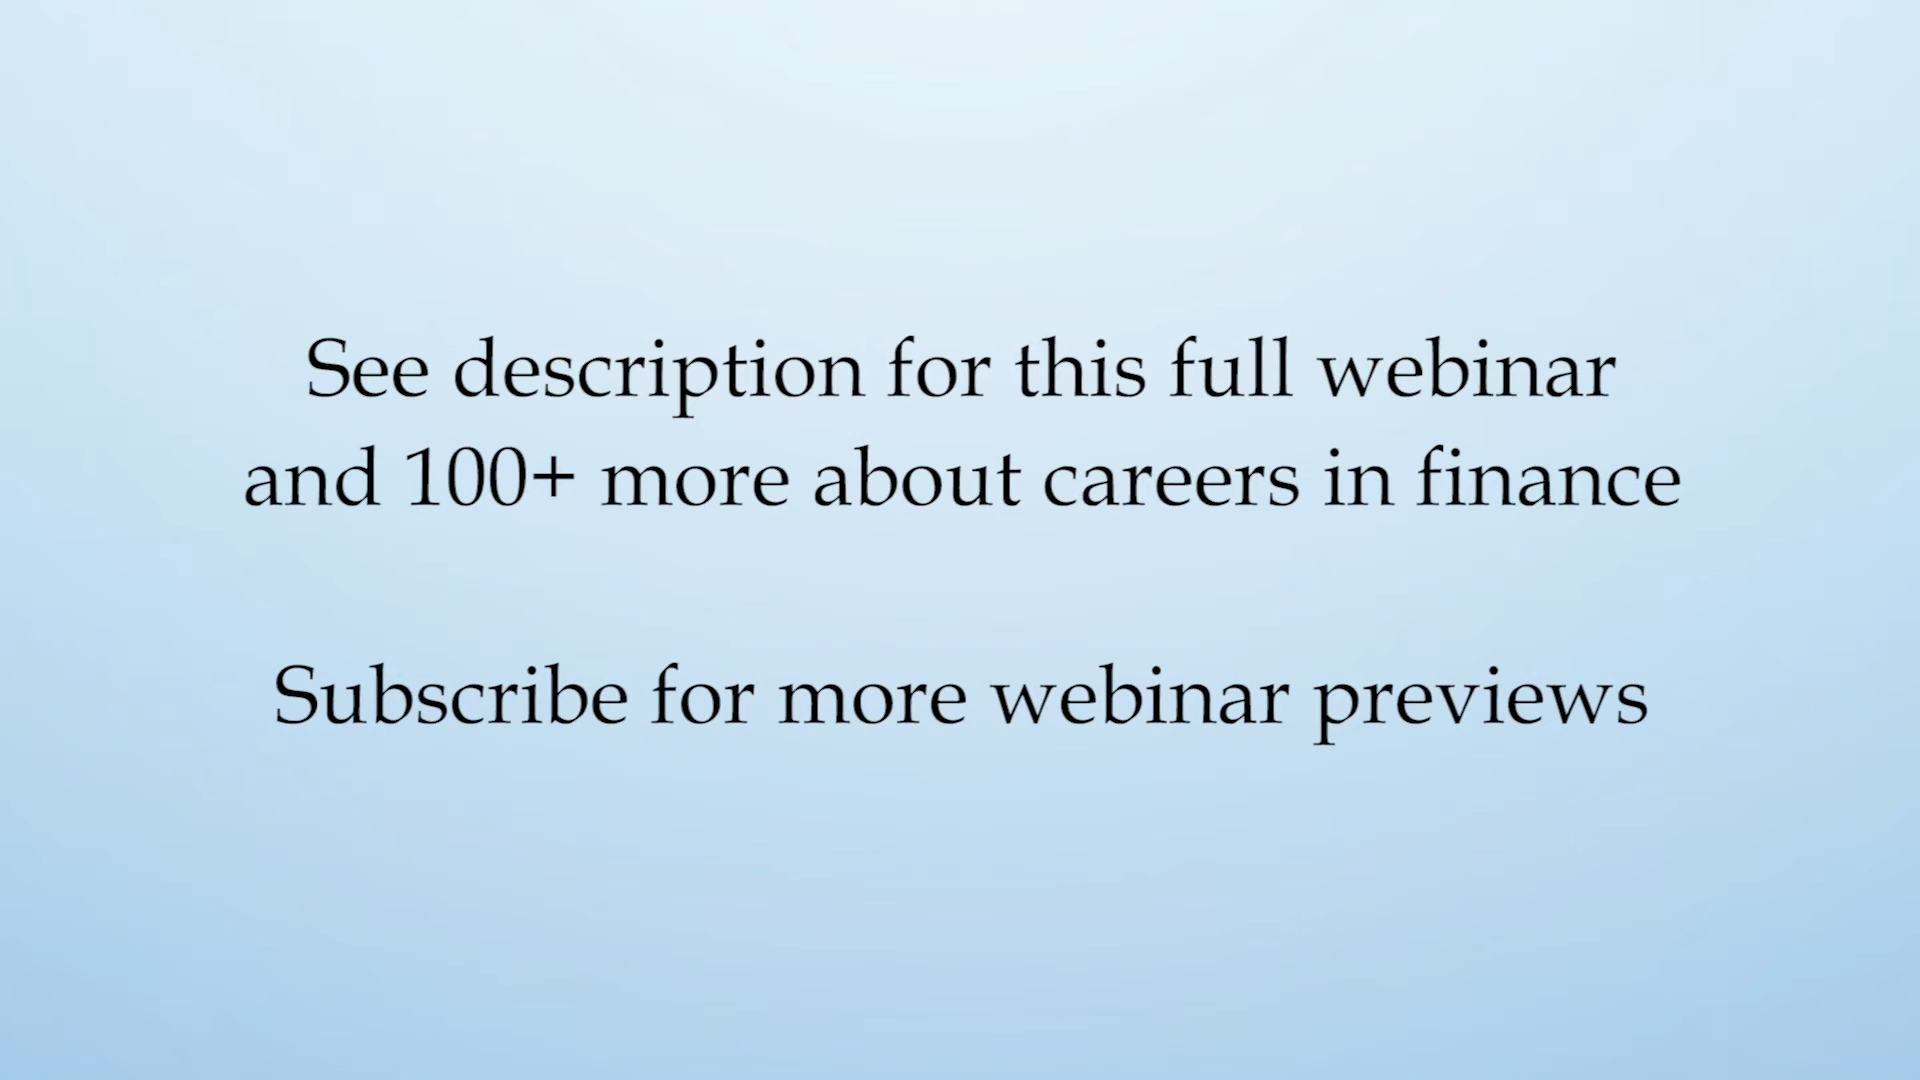 See description for this full webinar
and 100+ more about careers in finance
Subscribe for more webinar previews